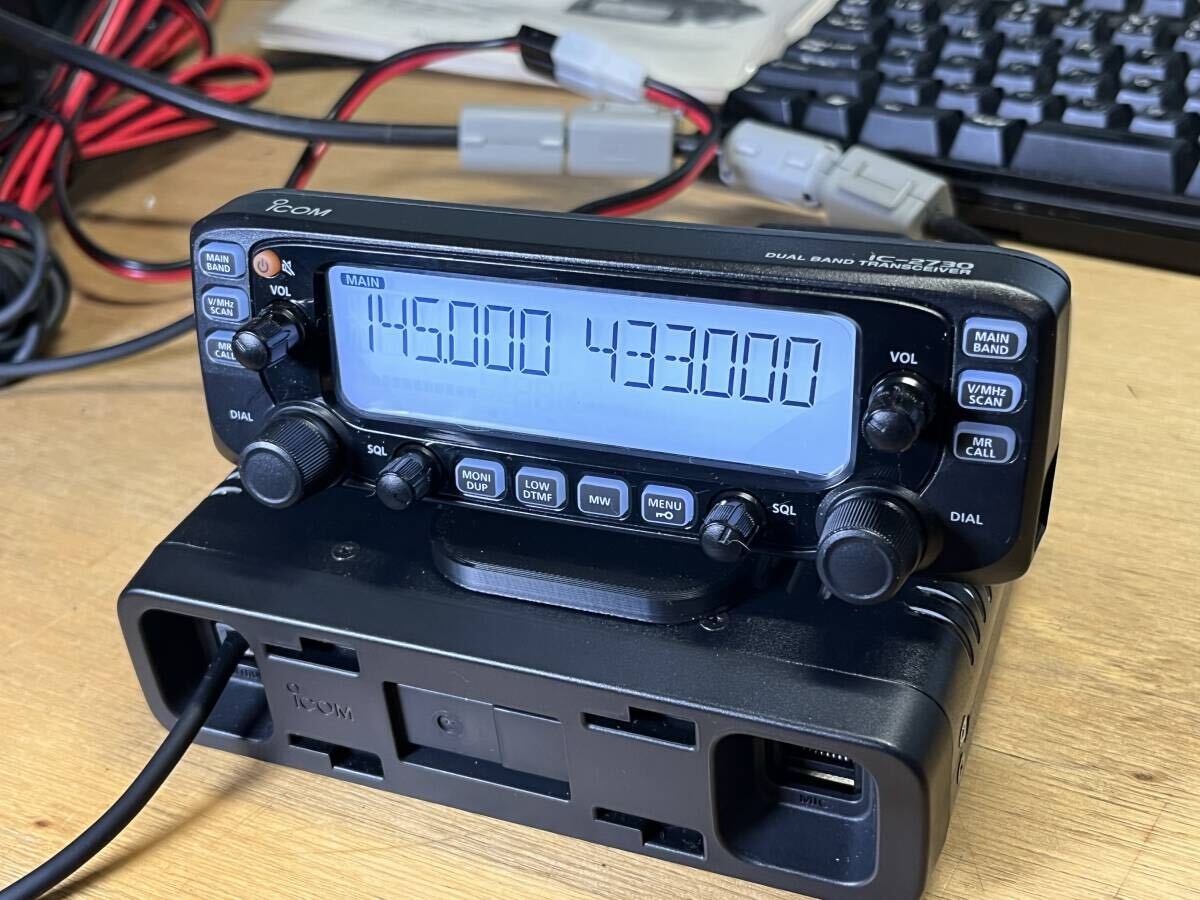 iCOM
IC-2730
DUAL BAND TRANSCEIVER
MAIN
BAND
V/MHz
SCAN
MR
CALL
VOL
DIAL
SQL
MAIN
145.000 433.000
MONI
DUP
LOW
DTMF
MW
MENU
SQL
VOL
DIAL
MAIN
BAND
V/MHz
SCAN
MR
CALL
iCOM
MIC